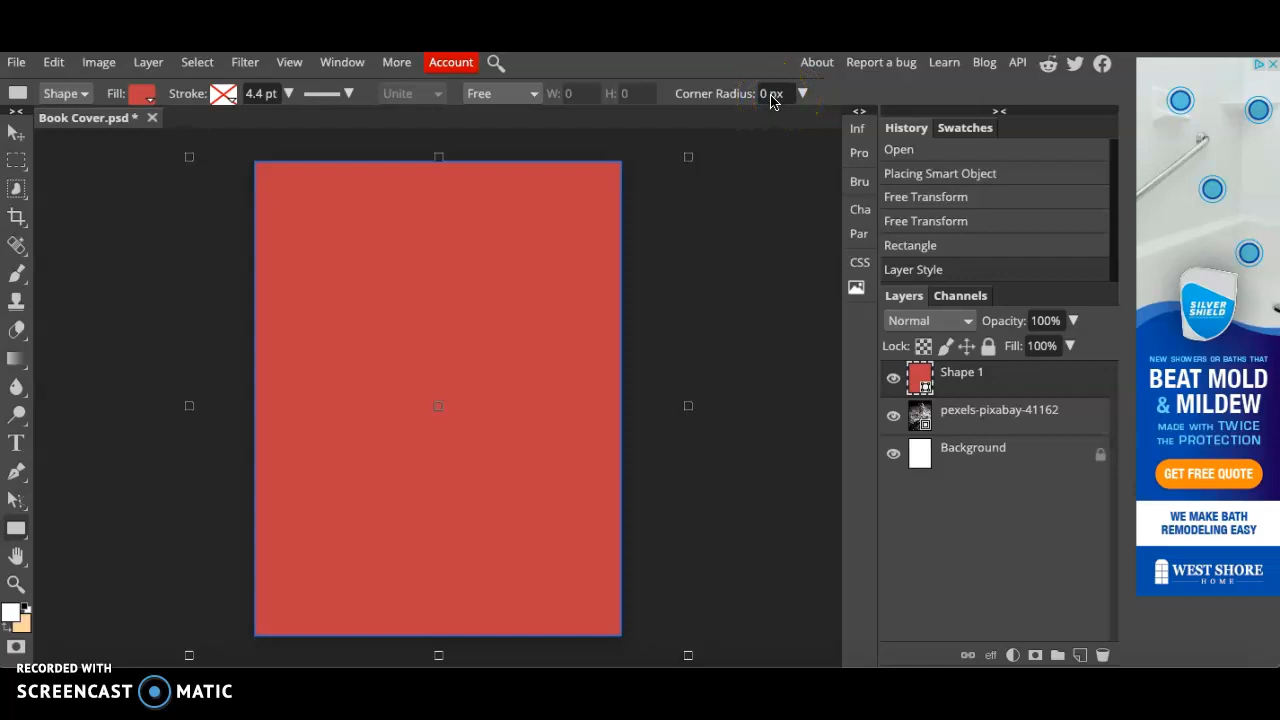 File Edit Image Layer Select Filter View Window More Account About Report a bug Learn Blog API
Shape Fill: Stroke: 4.4 pt Unite Free W: 0 H: 0 Corner Radius: 0 px
Book Cover.psd *
Inf
Pro
Bru
Cha
Par
CSS
History Swatches
Open
Placing Smart Object
Free Transform
Free Transform
Rectangle
Layer Style
Layers Channels
Normal Opacity: 100%
Lock: Fill: 100%
Shape 1
pexels-pixabay-41162
Background
eff
SILVER
SHIELD
NEW SHOWERS OR BATHS THAT
BEAT MOLD
& MILDEW
MADE WITH TWICE
THE PROTECTION
GET FREE QUOTE
WE MAKE BATH
REMODELING EASY
WEST SHORE
HOME
RECORDED WITH
SCREENCAST MATIC